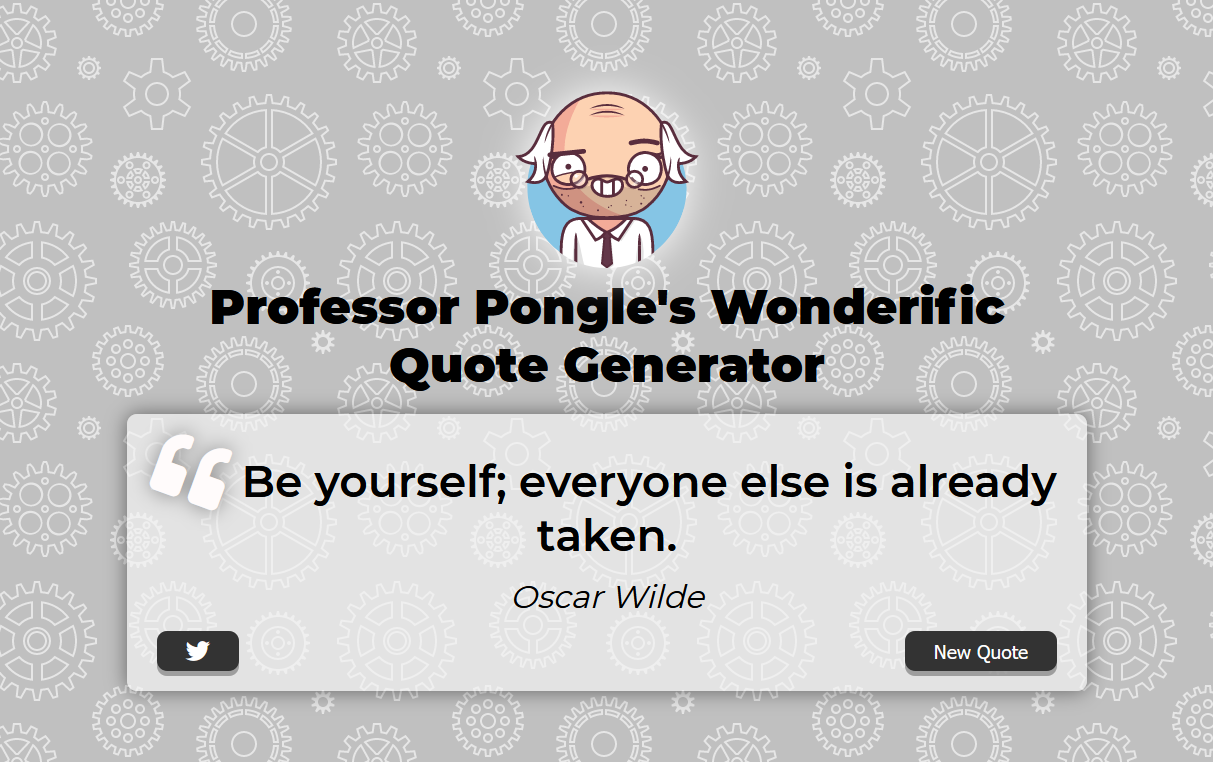 Professor Pongle's Wonderific
Quote Generator
Be yourself; everyone else is already
taken.
Oscar Wilde
New Quote